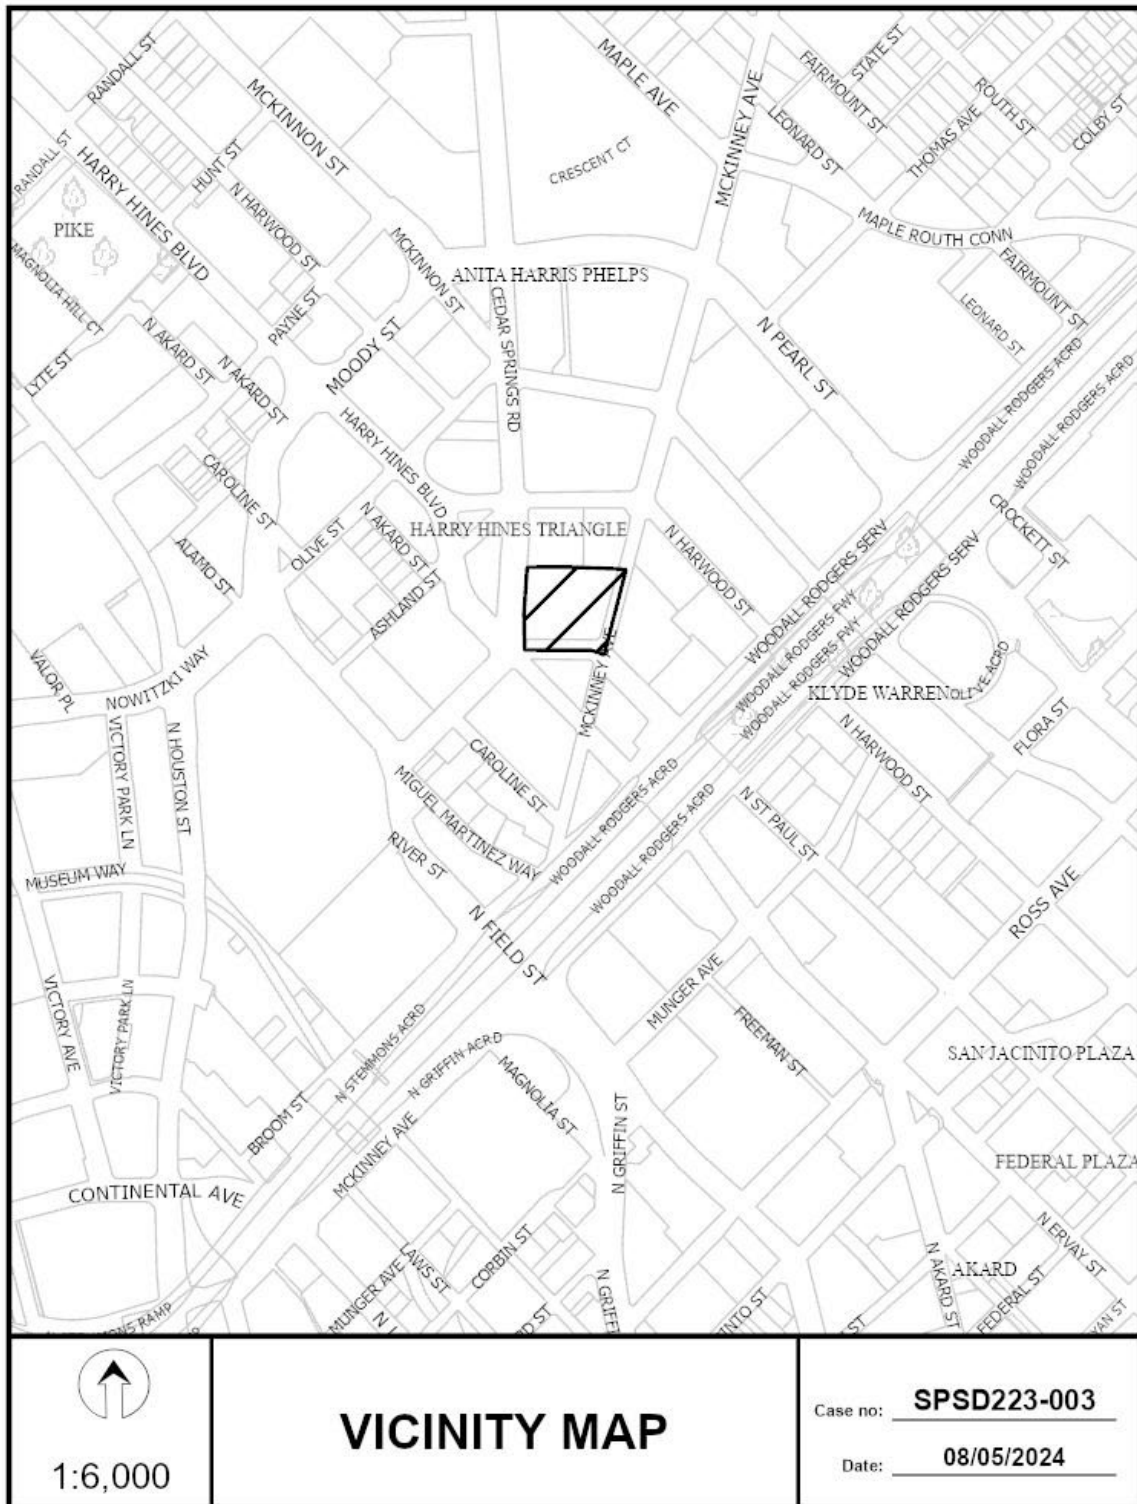 RANDALL ST
MCKINNON ST
MAPLE AVE
MCKINNEY AVE
FAIRMOUNT ST
STATE ST
ROUTH ST
COLBY ST
LEONARD ST
THOMAS AVE
CRESCENT CT
RANDALL ST
HARRY HINES BLVD
HUNT ST
N HARWOOD ST
PIKE
MAGNOLIA HILL CT
MAPLE ROUTH CONN
FAIRMOUNT ST
LEONARD ST
MCKINNON ST
ANITA HARRIS PHELPS
PAYNE ST
MOODY ST
CEDAR SPRINGS RD
N PEARL ST
N AKARD ST
N AKARD ST
LYTE ST
WOODALL RODGERS ACRD
WOODALL RODGERS ACRD
HARRY HINES BLVD
CAROLINE ST
N AKARD ST
HARRY HINES TRIANGLE
OLIVE ST
ALAMO ST
ASHLAND ST
N HARWOOD ST
CROCKETT ST
WOODALL RODGERS SERV
WOODALL RODGERS FWY
WOODALL RODGERS FWY
WOODALL RODGERS SERV
VALOR PL
NOWITZKI WAY
MCKINNEY AVE
KLYDE WARREN
OLIVE ACRD
N HARWOOD ST
FLORA ST
VICTORY PARK LN
N HOUSTON ST
CAROLINE ST
MIGUEL MARTINEZ WAY
RIVER ST
WOODALL RODGERS ACRD
WOODALL RODGERS ACRD
N ST PAUL ST
MUSEUM WAY
ROSS AVE
N FIELD ST
MUNGER AVE
FREEMAN ST
VICTORY AVE
VICTORY PARK LN
N STEMMONS ACRD
N GRIFFIN ACRD
MAGNOLIA ST
SAN JACINTO PLAZA
BROOM ST
MCKINNEY AVE
N GRIFFIN ST
FEDERAL PLAZA
CONTINENTAL AVE
LAWS ST
CORBIN ST
MUNGER AVE
N GRIFFI
N AKARD ST
AKARD
N ERVAY ST
FEDERAL ST
INTO ST
ST
YAN ST
RAMP
1:6,000
VICINITY MAP
Case no: SPSD223-003
Date: 08/05/2024